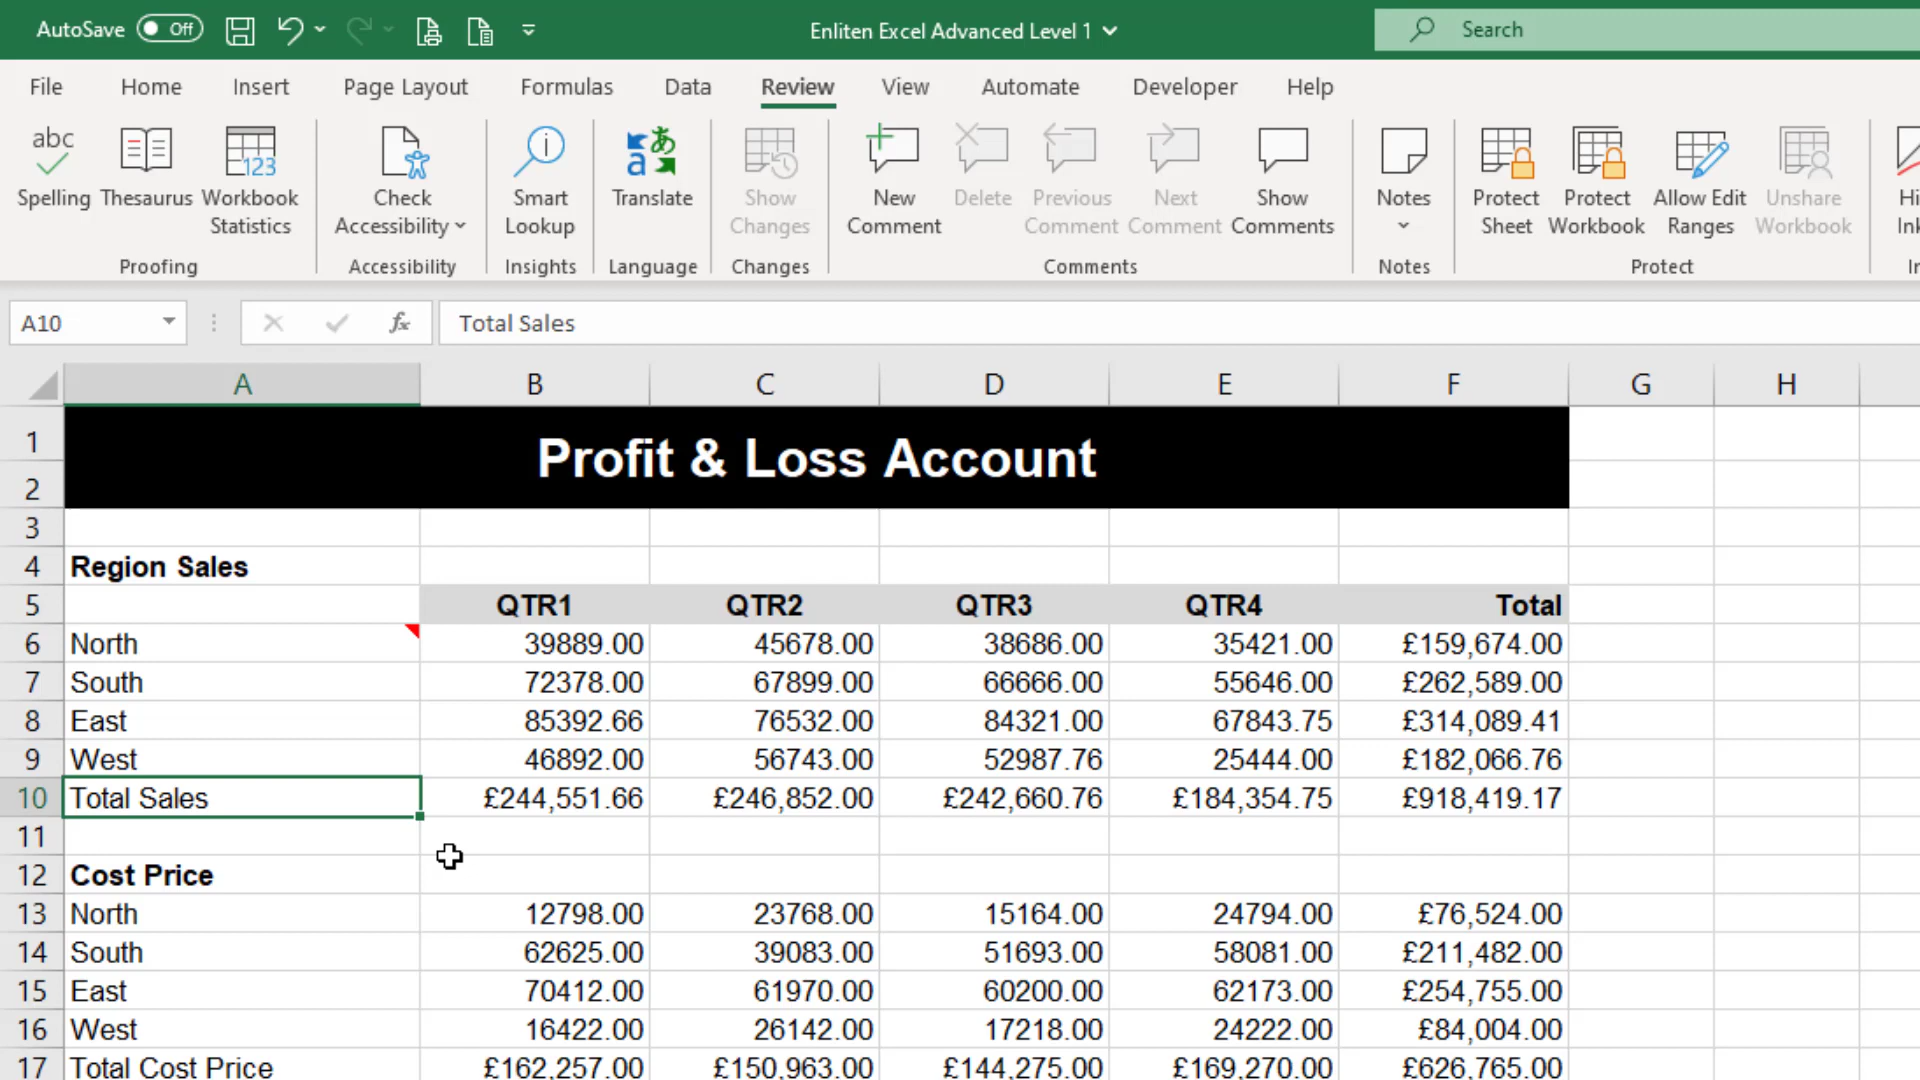 AutoSave Off Enliten Excel Advanced Level 1 Search
File Home Insert Page Layout Formulas Data Review View Automate Developer Help
abc
Spelling Thesaurus
123
Workbook Statistics
Proofing
Check Accessibility
Accessibility
Smart Lookup
Insights
a あ
Translate
Language
Show Changes
Changes
New Comment
Delete
Previous Comment
Next Comment
Show Comments
Comments
Notes
Notes
Protect Sheet
Protect Workbook
Allow Edit Ranges
Unshare Workbook
Protect
A10 fx Total Sales
A B C D E F G H
1 Profit & Loss Account
2
3
4 Region Sales
5 QTR1 QTR2 QTR3 QTR4 Total
6 North 39889.00 45678.00 38686.00 35421.00 £159,674.00
7 South 72378.00 67899.00 66666.00 55646.00 £262,589.00
8 East 85392.66 76532.00 84321.00 67843.75 £314,089.41
9 West 46892.00 56743.00 52987.76 25444.00 £182,066.76
10 Total Sales £244,551.66 £246,852.00 £242,660.76 £184,354.75 £918,419.17
11
12 Cost Price
13 North 12798.00 23768.00 15164.00 24794.00 £76,524.00
14 South 62625.00 39083.00 51693.00 58081.00 £211,482.00
15 East 70412.00 61970.00 60200.00 62173.00 £254,755.00
16 West 16422.00 26142.00 17218.00 24222.00 £84,004.00
17 Total Cost Price £162,257.00 £150,963.00 £144,275.00 £169,270.00 £626,765.00